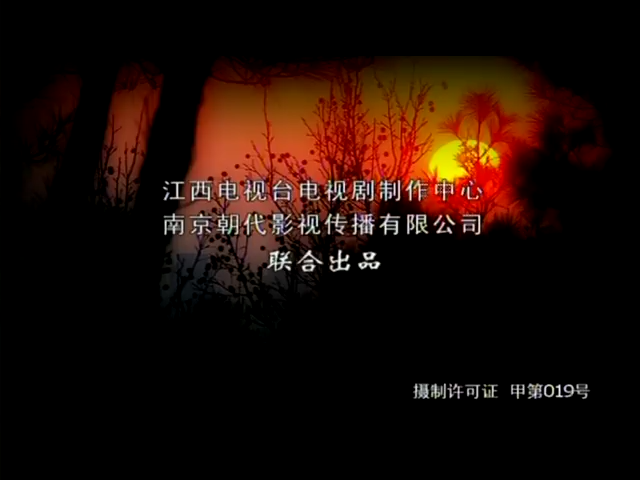 江西电视台电视剧制作中心
南京朝代影视传播有限公司
联合出品
摄制许可证 甲第019号